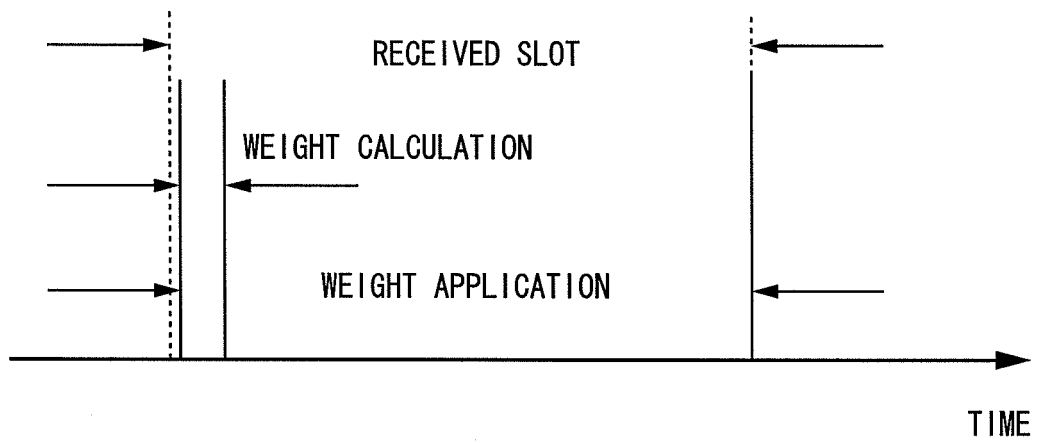 RECEIVED SLOT
WEIGHT CALCULATION
WEIGHT APPLICATION
TIME